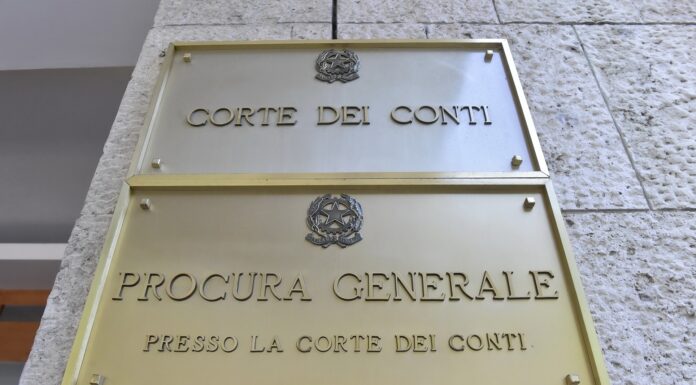 CORTE DEI CONTI
PROCURA GENERALE
PRESSO LA CORTE DEI CONTI